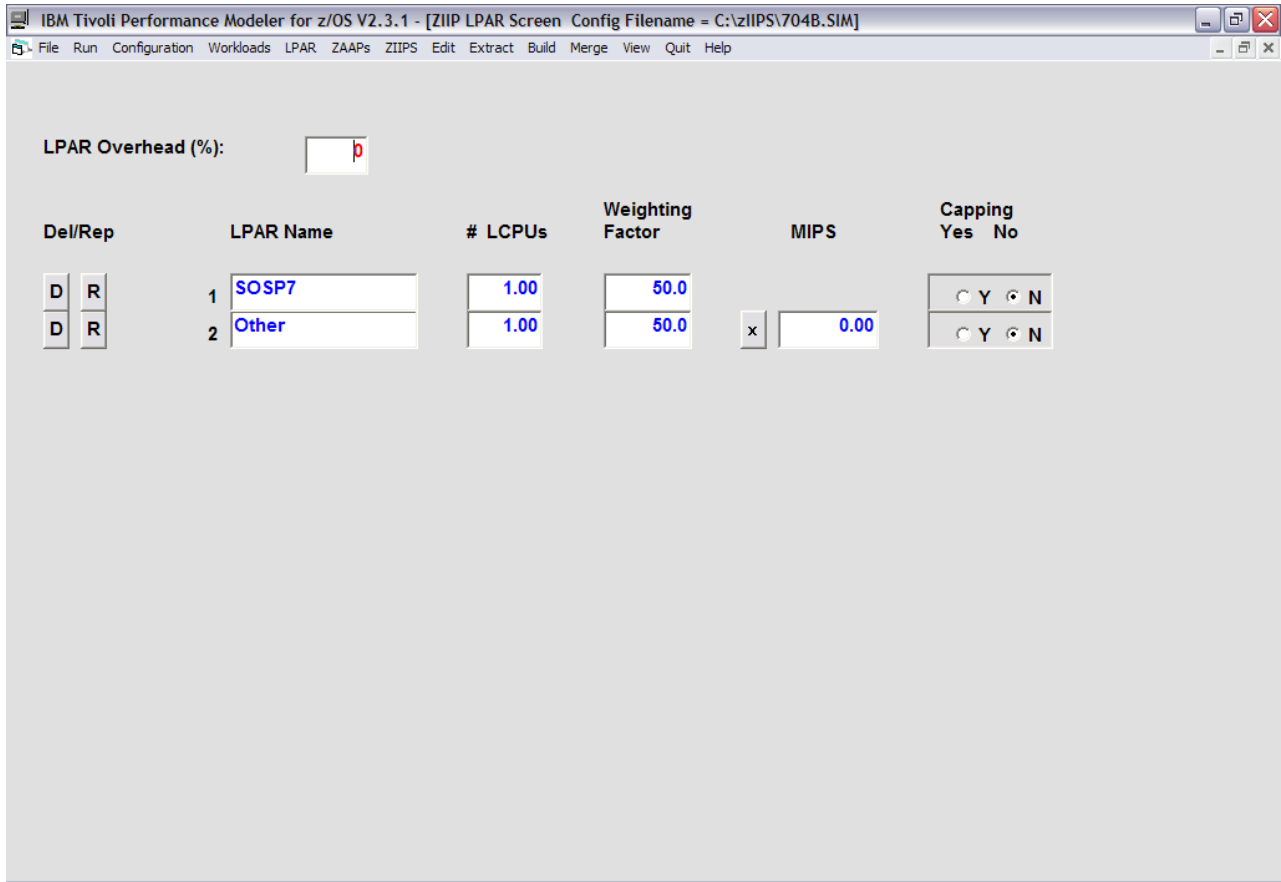 IBM Tivoli Performance Modeler for z/OS V2.3.1 - [ZIIP LPAR Screen Config Filename = C:\zIIPS\704B.SIM]
File Run Configuration Workloads LPAR ZAAPs ZIIPS Edit Extract Build Merge View Quit Help
LPAR Overhead (%): 0
Weighting Capping
Del/Rep LPAR Name # LCPUs Factor MIPS Yes No
D R 1 SOSP7 1.00 50.0 Y N
D R 2 Other 1.00 50.0 x 0.00 Y N